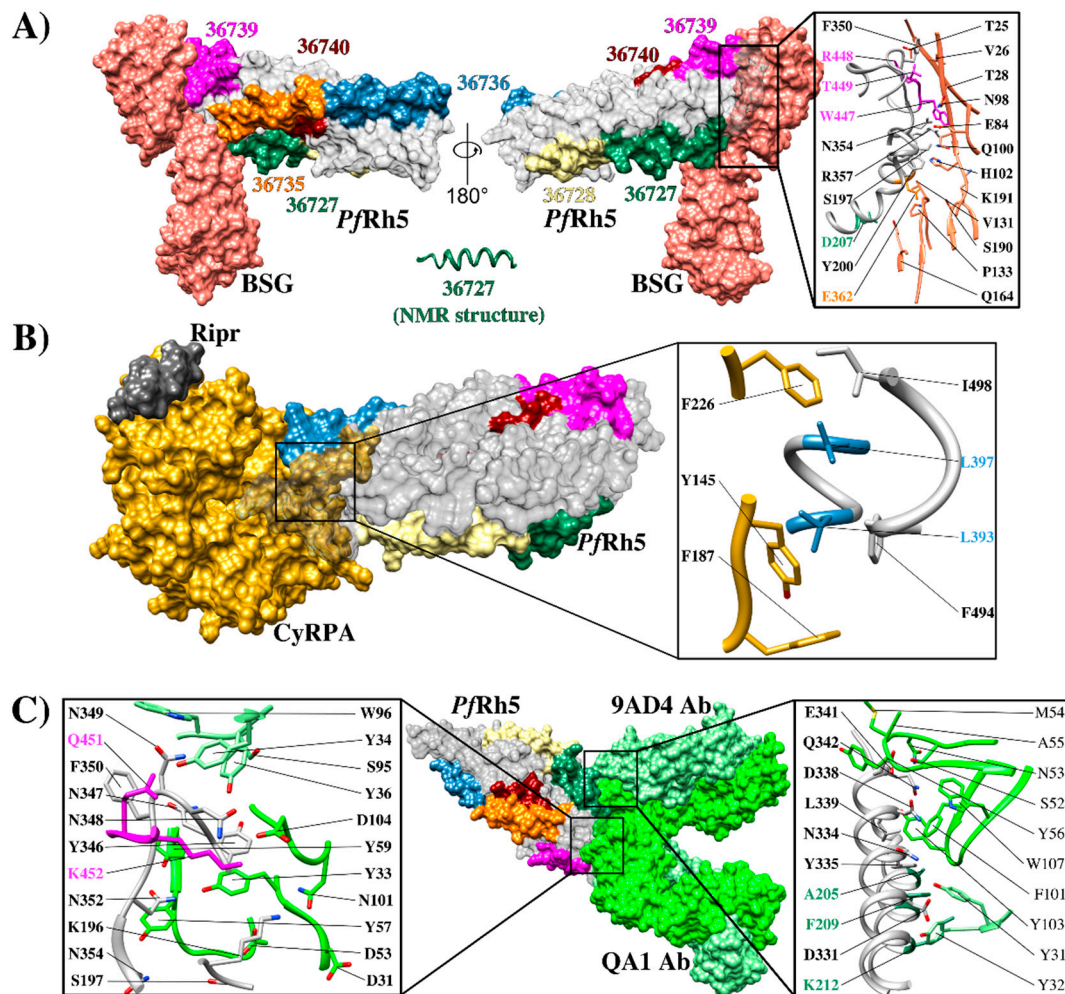 A)
36739
36740
36736
36735
36727
PfRh5
BSG
180°
36727
(NMR structure)
36740
36739
36728
36727
PfRh5
BSG
F350
R448
T449
W447
N354
R357
S197
D207
Y200
E362
T25
V26
T28
N98
E84
Q100
H102
K191
V131
S190
P133
Q164
B)
Ripr
CyRPA
PfRh5
F226
Y145
F187
I498
L397
L393
F494
C)
N349
Q451
F350
N347
N348
Y346
K452
N352
K196
N354
S197
W96
Y34
S95
Y36
D104
Y59
Y33
N101
Y57
D53
D31
PfRh5
9AD4 Ab
QA1 Ab
E341
Q342
D338
L339
N334
Y335
A205
F209
D331
K212
M54
A55
N53
S52
Y56
W107
F101
Y103
Y31
Y32